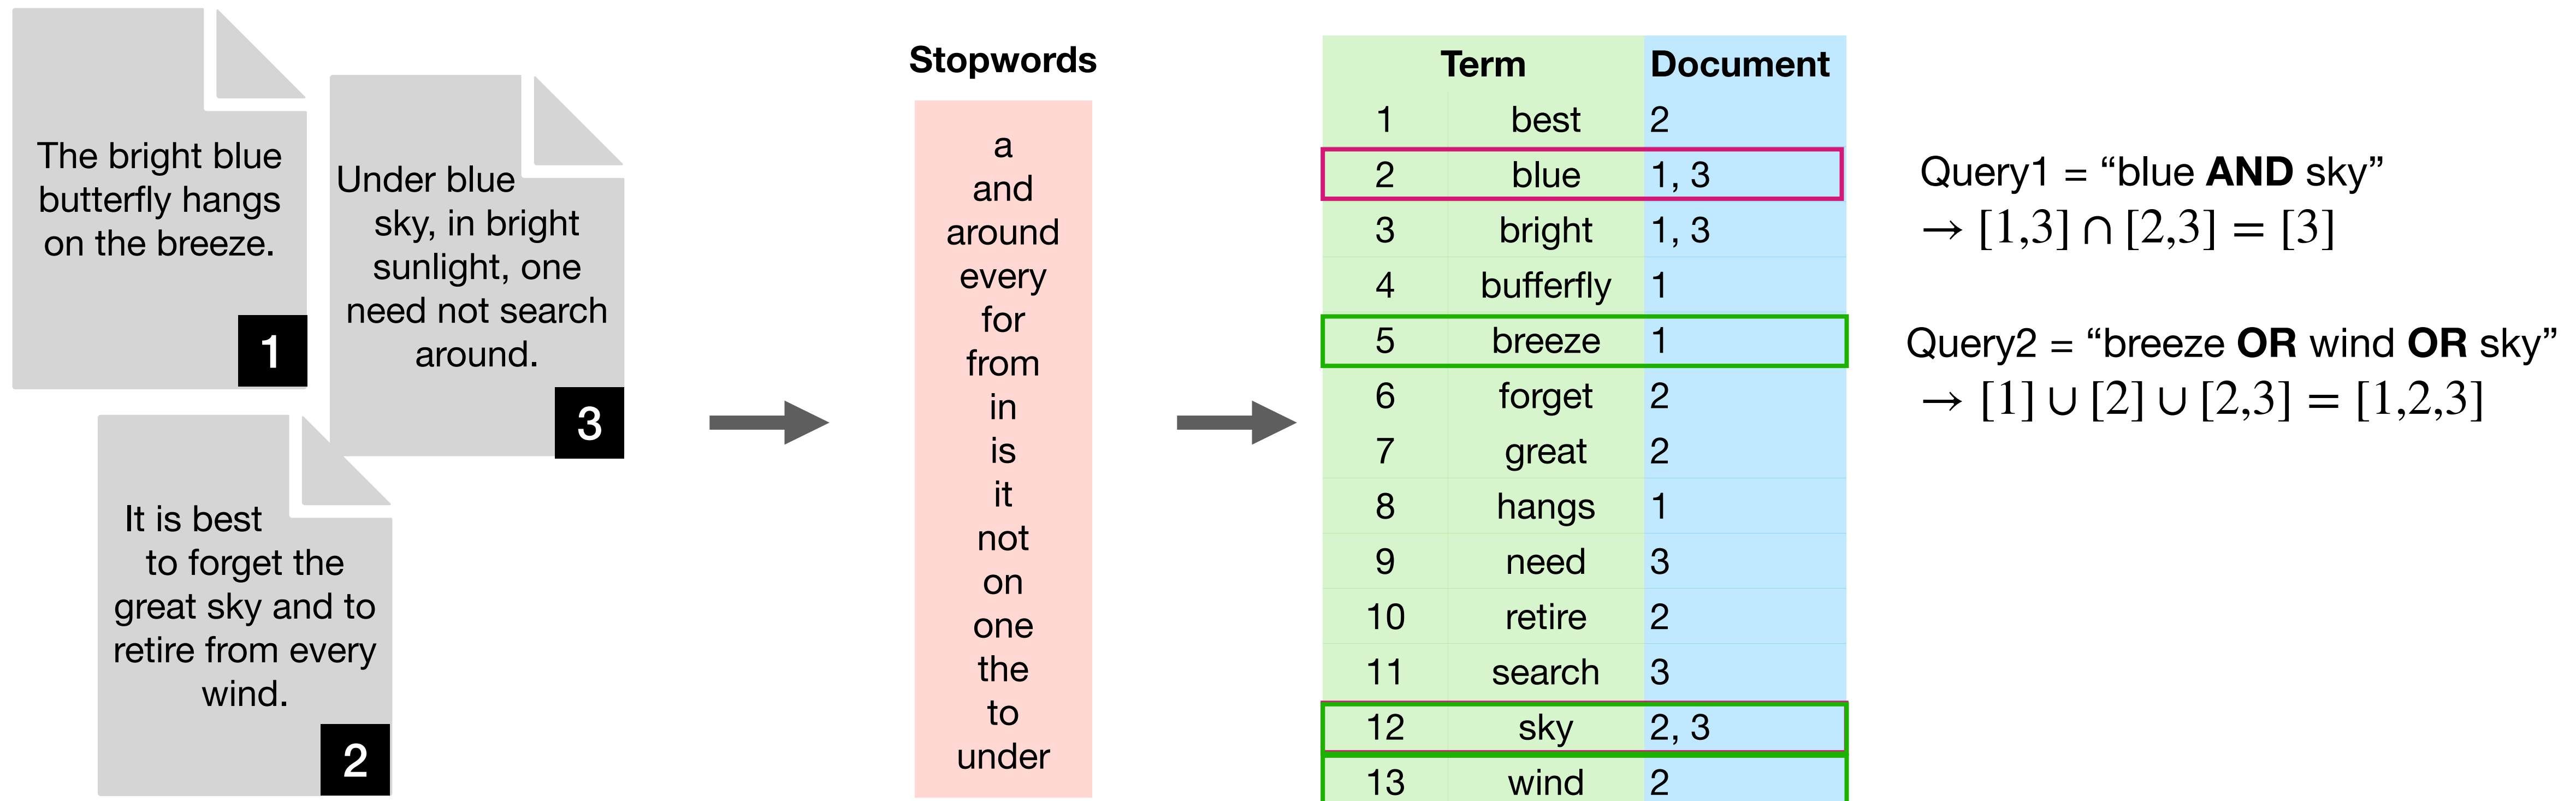 The bright blue
butterfly hangs
on the breeze.
1
Under blue
sky, in bright
sunlight, one
need not search
around.
3
It is best
to forget the
great sky and to
retire from every
wind.
2
Stopwords
a
and
around
every
for
from
in
is
it
not
on
one
the
to
under
Term Document
1 best 2
2 blue 1, 3
3 bright 1, 3
4 bufferfly 1
5 breeze 1
6 forget 2
7 great 2
8 hangs 1
9 need 3
10 retire 2
11 search 3
12 sky 2, 3
13 wind 2
Query1 = “blue AND sky”
→ [1,3] ∩ [2,3] = [3]
Query2 = “breeze OR wind OR sky”
→ [1] ∪ [2] ∪ [2,3] = [1,2,3]